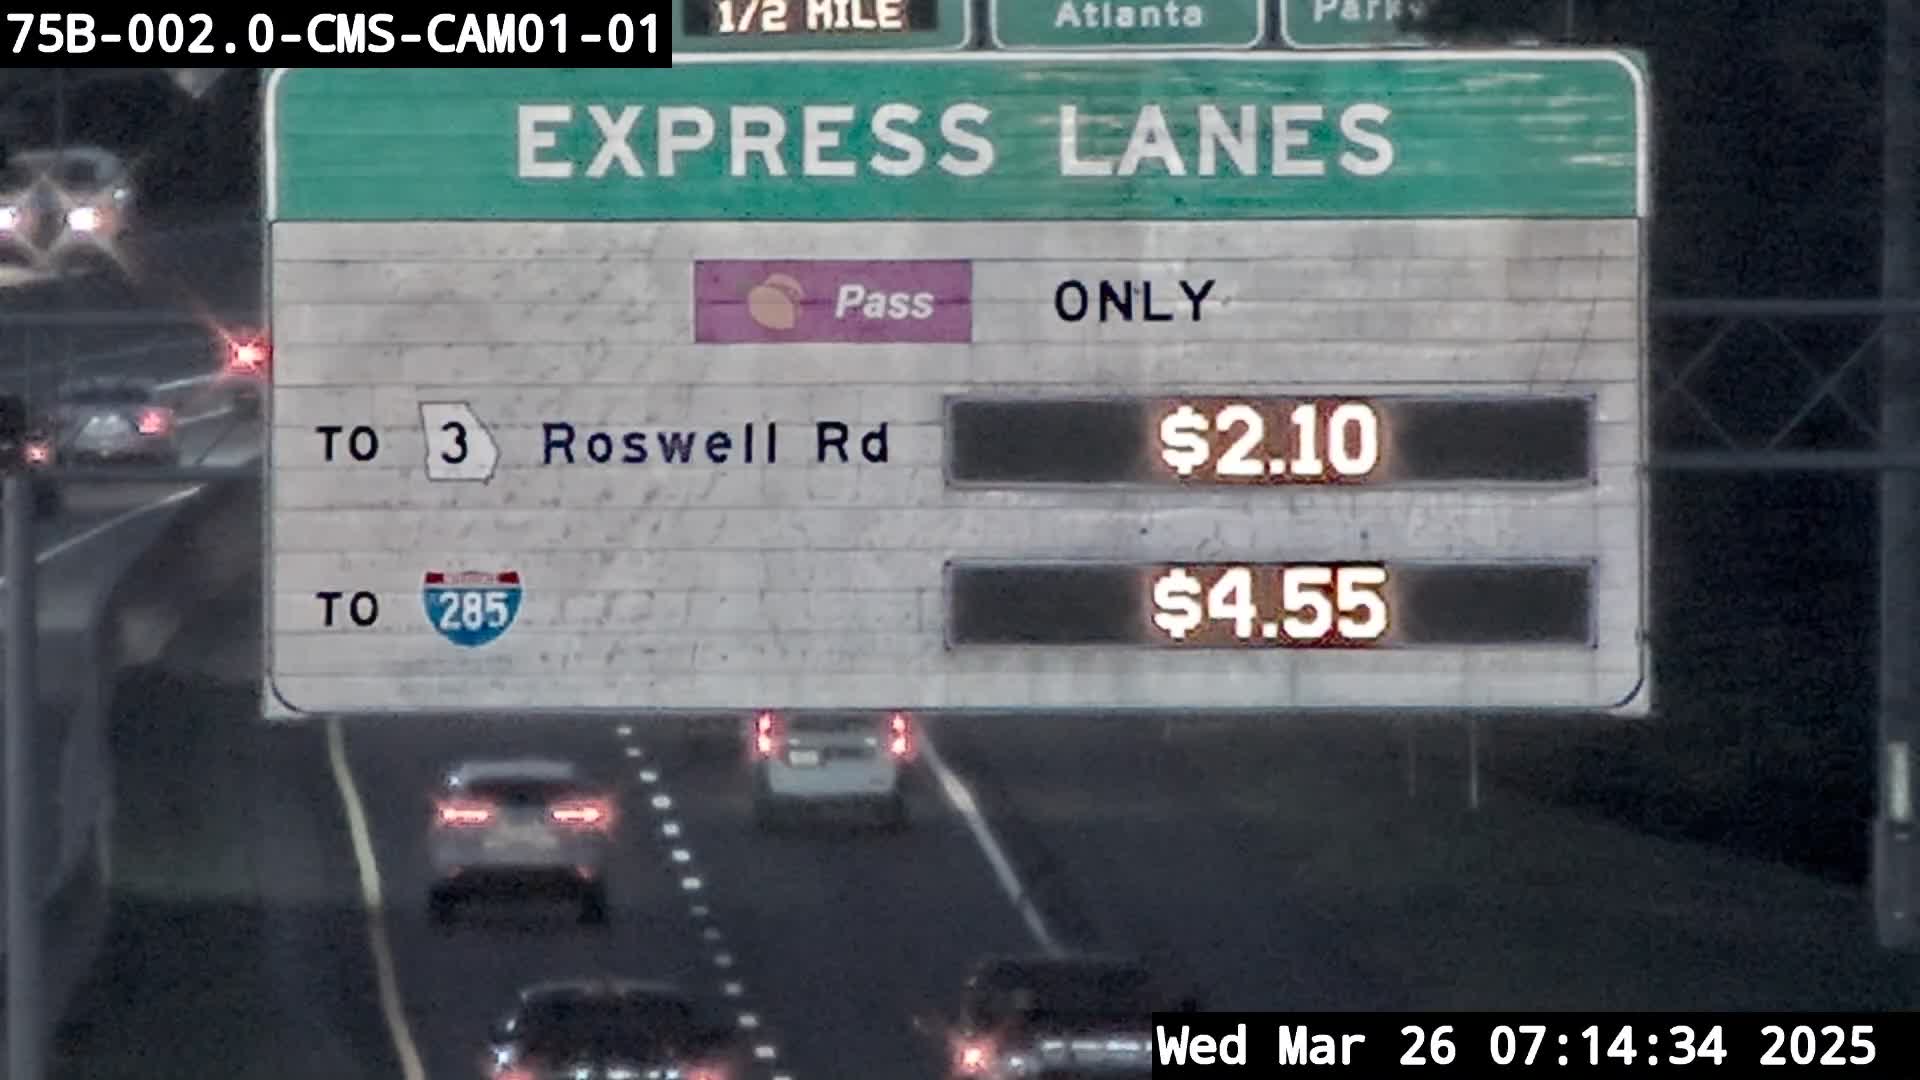 75B-002.0-CMS-CAM01-01
1/2 MILE
Atlanta
EXPRESS LANES
Pass ONLY
TO 3 Roswell Rd $2.10
TO 285 $4.55
Wed Mar 26 07:14:34 2025